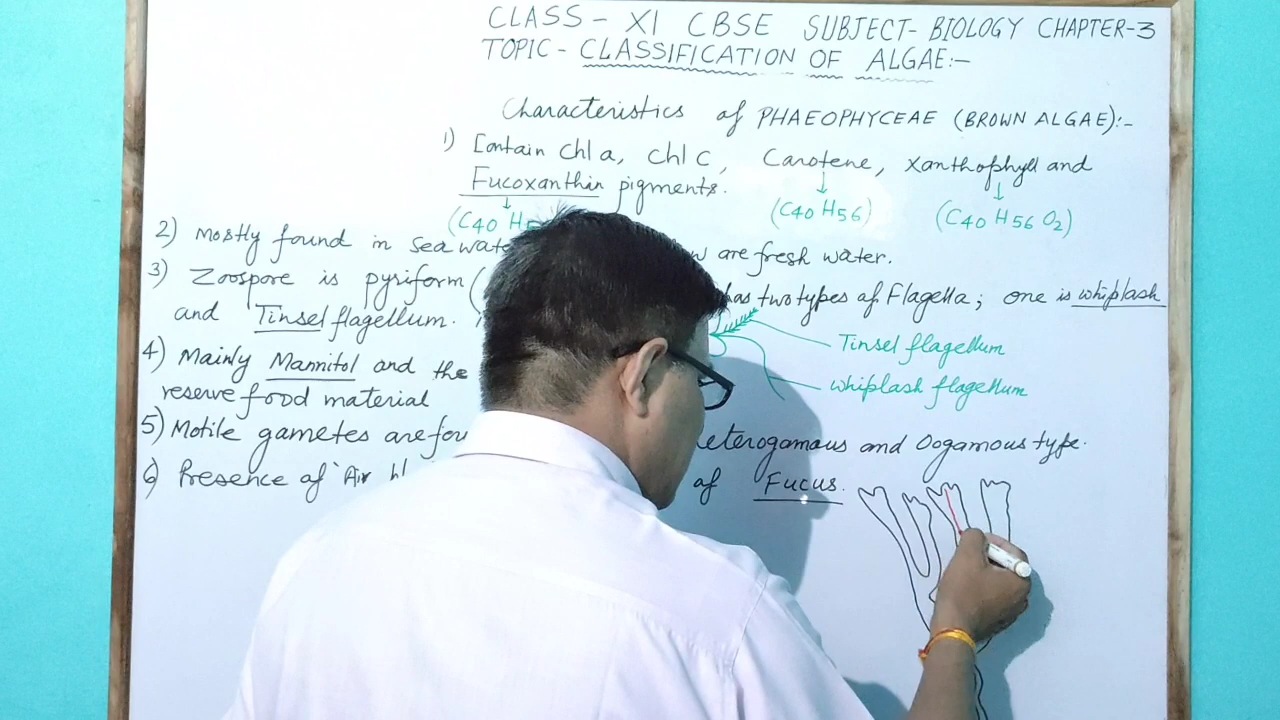 CLASS - XI CBSE SUBJECT - BIOLOGY CHAPTER-3
TOPIC - CLASSIFICATION OF ALGAE:-
Characteristics of PHAEOPHYCEAE (BROWN ALGAE):-
1) Contain chl a, chl c, Carotene, Xanthophyll and
Fucoxanthin pigments.
(C40 H56) (C40 H56 O2)
(C40 H
2) Mostly found in sea water are fresh water.
3) Zoospore is pyriform ( has two types of Flagella; one is whiplash
and Tinsel flagellum.
Tinsel flagellum
whiplash flagellum
4) Mainly Mannitol and the
reserve food material
5) Motile gametes are and Oogamous type.
6) Presence of Air of Fucus.